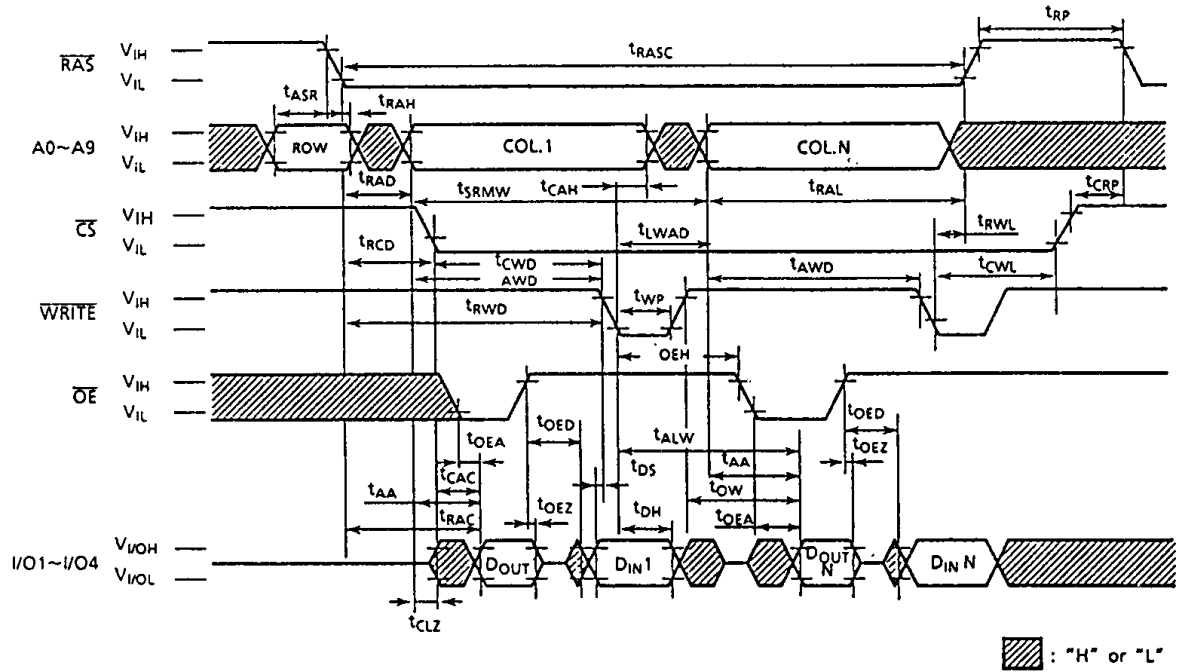 tRP
RAS VIH
VIL
tRASC
tASR
tRAH
A0~A9 VIH
VIL
ROW
COL.1
COL.N
tRAD
tSRMW
tCAH
tRAL
tCRP
CS VIH
VIL
tRCD
tLWAD
tRWL
tCWD
AWD
tAWD
tCWL
WRITE VIH
VIL
tRWD
tWP
OEH
OE VIH
VIL
tOEA
tOED
tALW
tOED
tCAC
tDS
tAA
tOEZ
tAA
tOW
tRAC
tOEZ
tDH
tOEA
I/O1~I/O4 VI/OH
VI/OL
DOUT
DIN 1
DOUT N
DIN N
tCLZ
: "H" or "L"